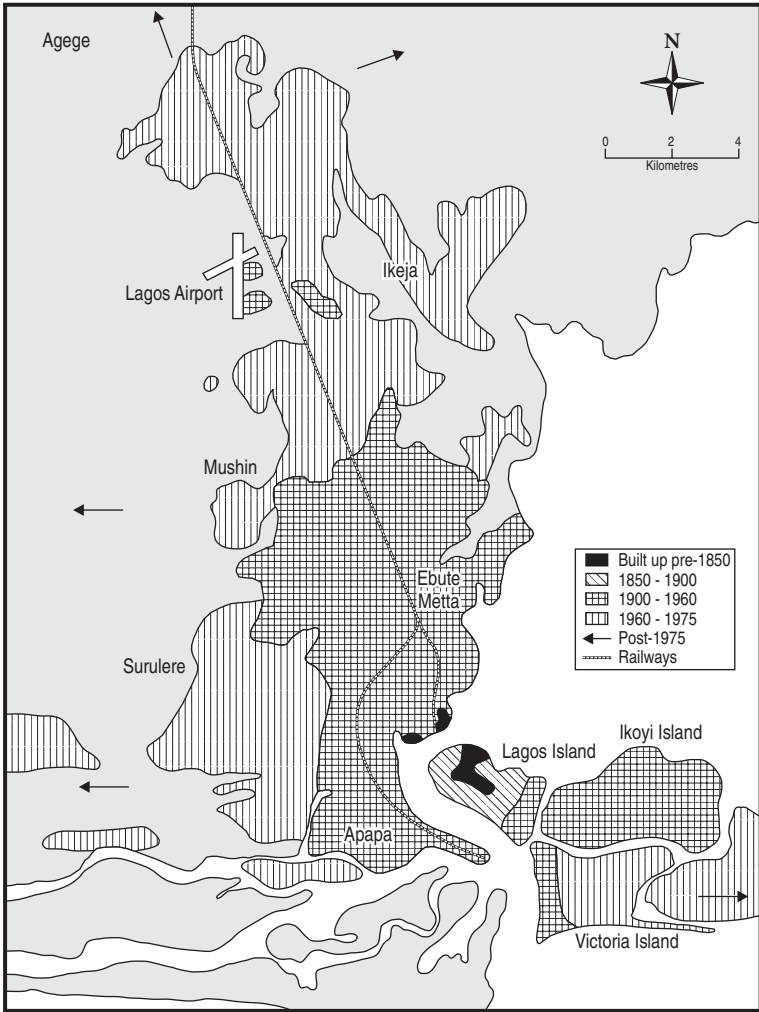 Agege
N
0 2 4
Kilometres
Ikeja
Lagos Airport
Mushin
Ebute
Metta
Built up pre-1850
1850 - 1900
1900 - 1960
1960 - 1975
Post-1975
Railways
Surulere
Lagos Island
Ikoyi Island
Apapa
Victoria Island